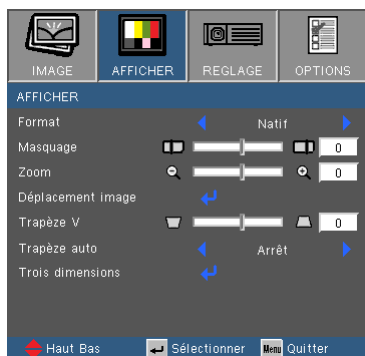 IMAGE AFFICHER REGLAGE OPTIONS
AFFICHER
Format Natif
Masquage 0
Zoom 0
Déplacement image
Trapèze V 0
Trapèze auto Arrêt
Trois dimensions
Haut Bas Sélectionner Menu Quitter